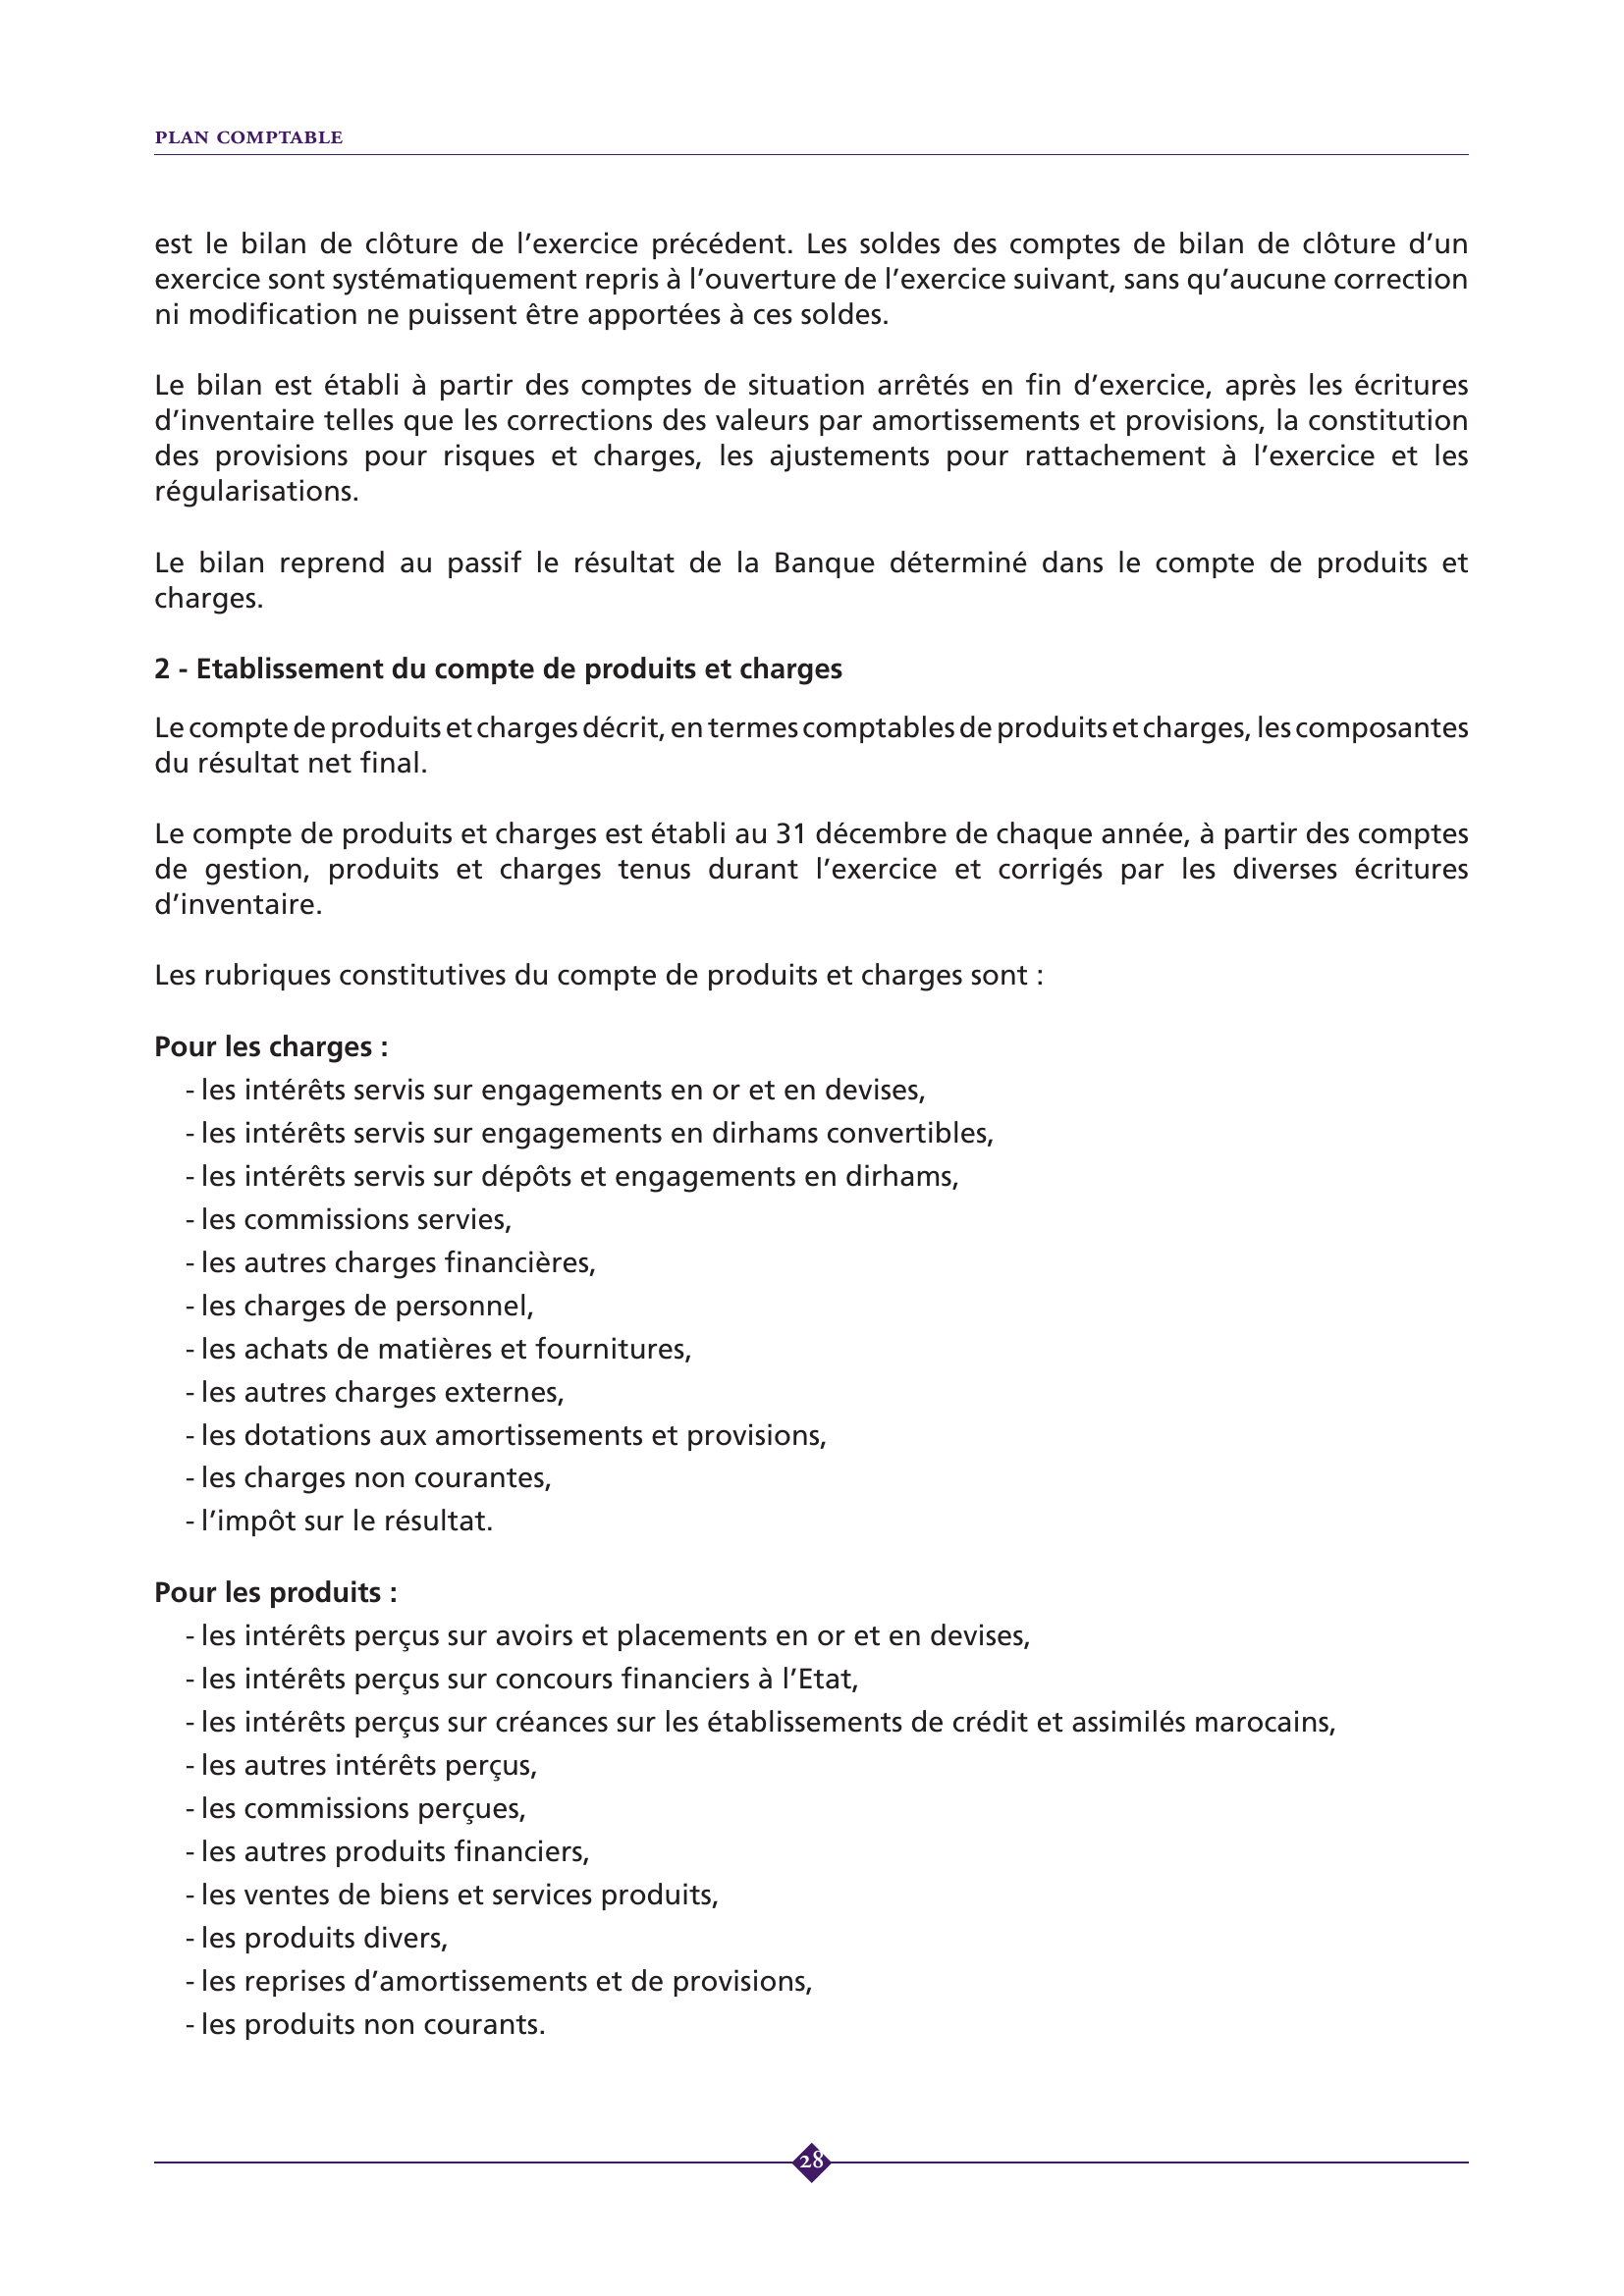 PLAN COMPTABLE
est le bilan de clôture de l’exercice précédent. Les soldes des comptes de bilan de clôture d’un
exercice sont systématiquement repris à l’ouverture de l’exercice suivant, sans qu’aucune correction
ni modification ne puissent être apportées à ces soldes.
Le bilan est établi à partir des comptes de situation arrêtés en fin d’exercice, après les écritures
d’inventaire telles que les corrections des valeurs par amortissements et provisions, la constitution
des provisions pour risques et charges, les ajustements pour rattachement à l’exercice et les
régularisations.
Le bilan reprend au passif le résultat de la Banque déterminé dans le compte de produits et
charges.
2 - Etablissement du compte de produits et charges
Le compte de produits et charges décrit, en termes comptables de produits et charges, les composantes
du résultat net final.
Le compte de produits et charges est établi au 31 décembre de chaque année, à partir des comptes
de gestion, produits et charges tenus durant l’exercice et corrigés par les diverses écritures
d’inventaire.
Les rubriques constitutives du compte de produits et charges sont :
Pour les charges :
- les intérêts servis sur engagements en or et en devises,
- les intérêts servis sur engagements en dirhams convertibles,
- les intérêts servis sur dépôts et engagements en dirhams,
- les commissions servies,
- les autres charges financières,
- les charges de personnel,
- les achats de matières et fournitures,
- les autres charges externes,
- les dotations aux amortissements et provisions,
- les charges non courantes,
- l’impôt sur le résultat.
Pour les produits :
- les intérêts perçus sur avoirs et placements en or et en devises,
- les intérêts perçus sur concours financiers à l’Etat,
- les intérêts perçus sur créances sur les établissements de crédit et assimilés marocains,
- les autres intérêts perçus,
- les commissions perçues,
- les autres produits financiers,
- les ventes de biens et services produits,
- les produits divers,
- les reprises d’amortissements et de provisions,
- les produits non courants.
28